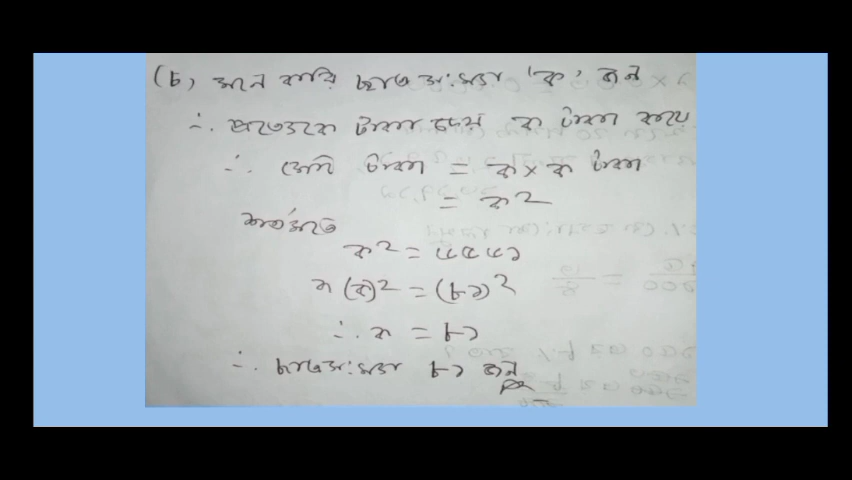 (৮) মনে করি ছাত্রসংখ্যা 'ক' জন
∴ প্রত্যেকে টাকা দেয় ক টাকা করে
∴ মোট টাকা = ক × ক টাকা
= ক²
শর্তমতে
ক² = ৬৫৬১
বা (ক)² = (৮১)²
∴ ক = ৮১
∴ ছাত্রসংখ্যা ৮১ জন